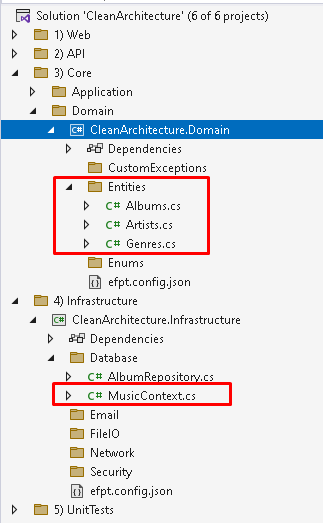 Solution 'CleanArchitecture' (6 of 6 projects)
1) Web
2) API
3) Core
Application
Domain
C# CleanArchitecture.Domain
Dependencies
CustomExceptions
Entities
C# Albums.cs
C# Artists.cs
C# Genres.cs
Enums
efpt.config.json
4) Infrastructure
C# CleanArchitecture.Infrastructure
Dependencies
Database
C# AlbumRepository.cs
C# MusicContext.cs
Email
FileIO
Network
Security
efpt.config.json
5) UnitTests